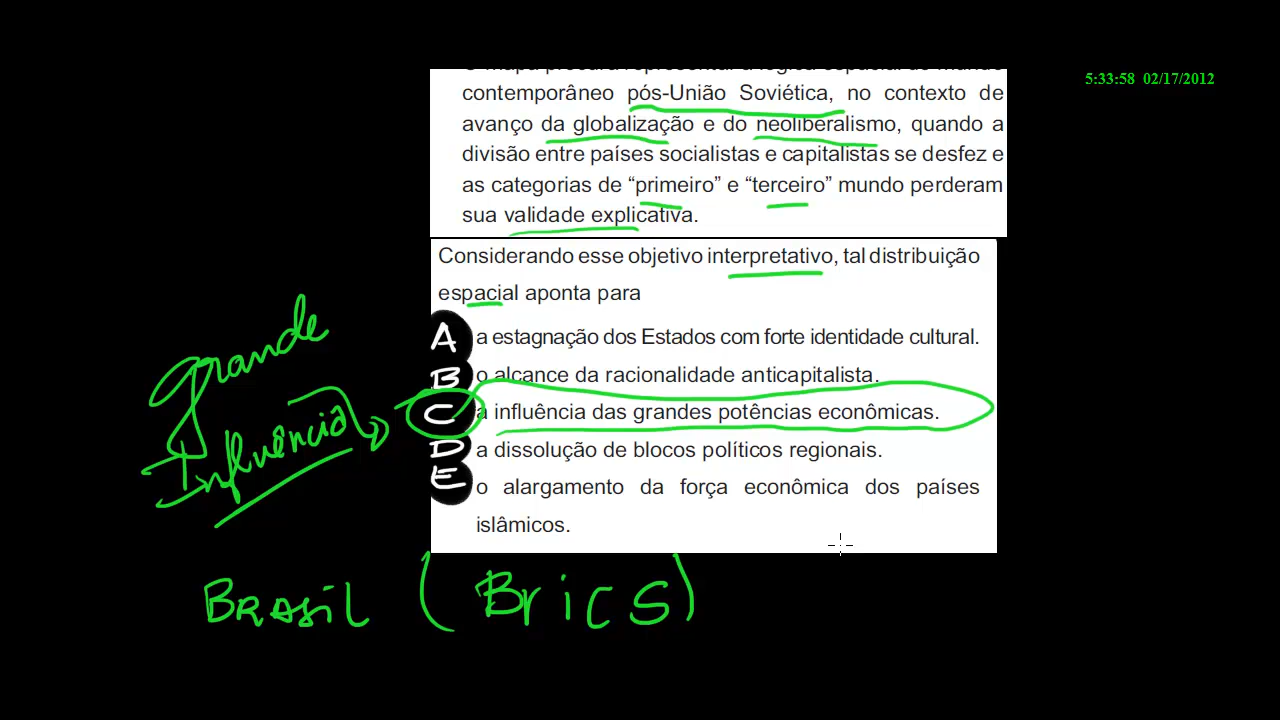 5:33:58 02/17/2012
contemporâneo pós-União Soviética, no contexto de
avanço da globalização e do neoliberalismo, quando a
divisão entre países socialistas e capitalistas se desfez e
as categorias de “primeiro” e “terceiro” mundo perderam
sua validade explicativa.
Considerando esse objetivo interpretativo, tal distribuição
espacial aponta para
A a estagnação dos Estados com forte identidade cultural.
B o alcance da racionalidade anticapitalista.
C a influência das grandes potências econômicas.
D a dissolução de blocos políticos regionais.
E o alargamento da força econômica dos países
islâmicos.
grande
Influência
BRASIL (Brics)